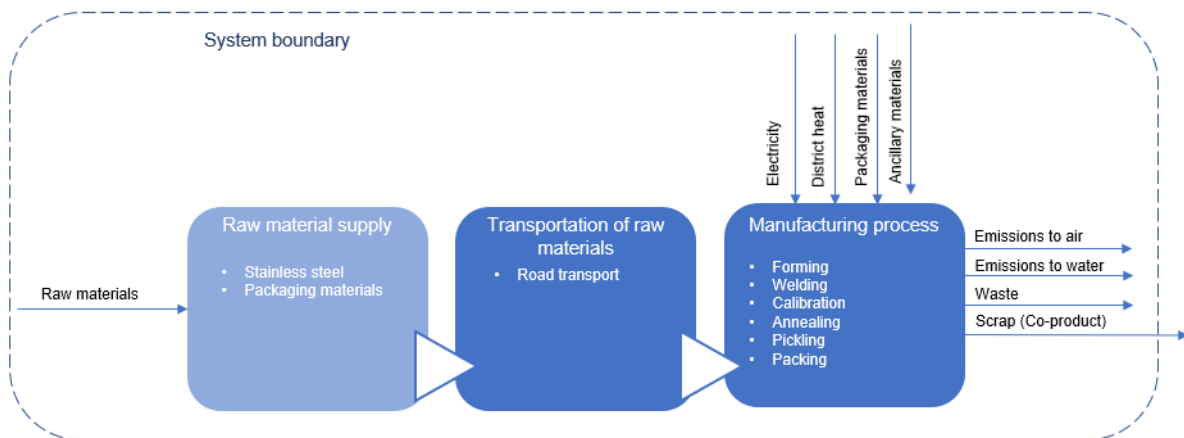 System boundary
Electricity
District heat
Packaging materials
Ancillary materials
Raw materials
Raw material supply
• Stainless steel
• Packaging materials
Transportation of raw
materials
• Road transport
Manufacturing process
• Forming
• Welding
• Calibration
• Annealing
• Pickling
• Packing
Emissions to air
Emissions to water
Waste
Scrap (Co-product)